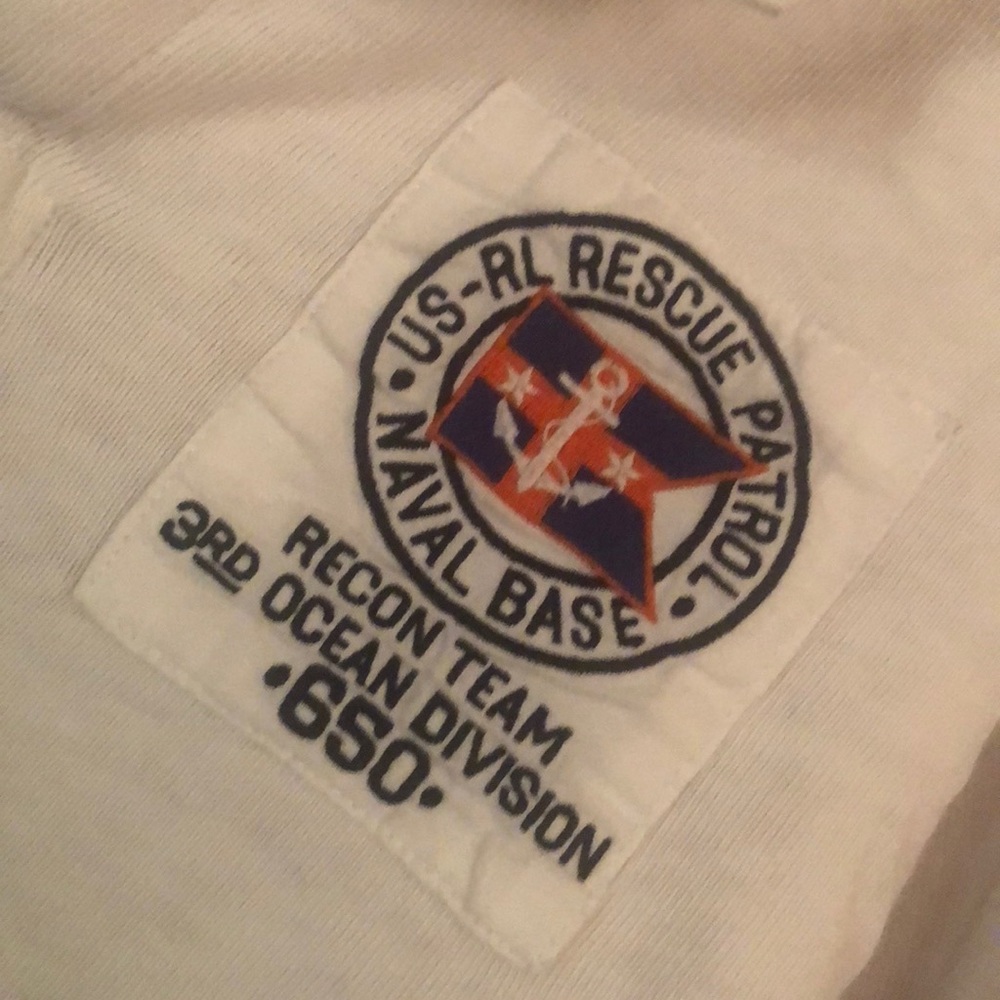 US-RL RESCUE PATROL
• NAVAL BASE •
RECON TEAM
3RD OCEAN DIVISION
•650•